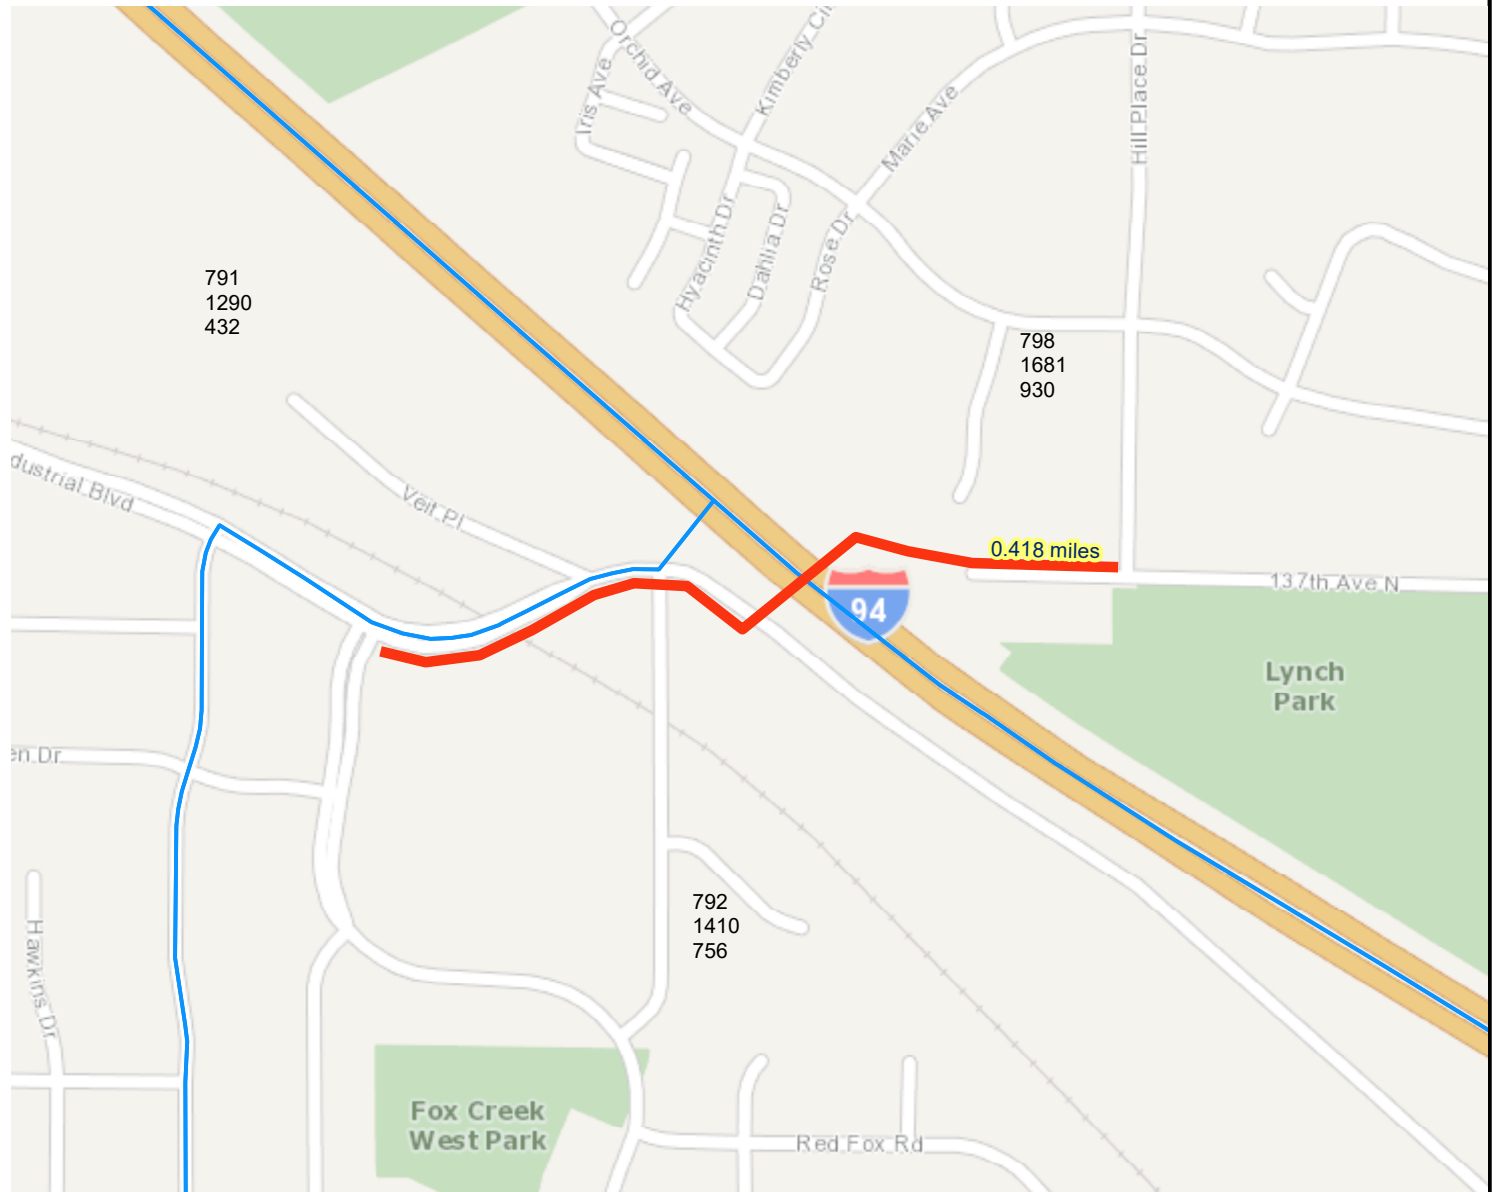 Orchid Ave
Iris Ave
Kimberly Cir
Marie Ave
Hill Place Dr
Hyacinth Dr
Dahlia Dr
Rose Dr
791
1290
432
798
1681
930
dustrial Blvd
Veit Pl
0.418 miles
137th Ave N
94
Lynch
Park
en Dr
792
1410
756
Hawkins Dr
Fox Creek
West Park
Red Fox Rd